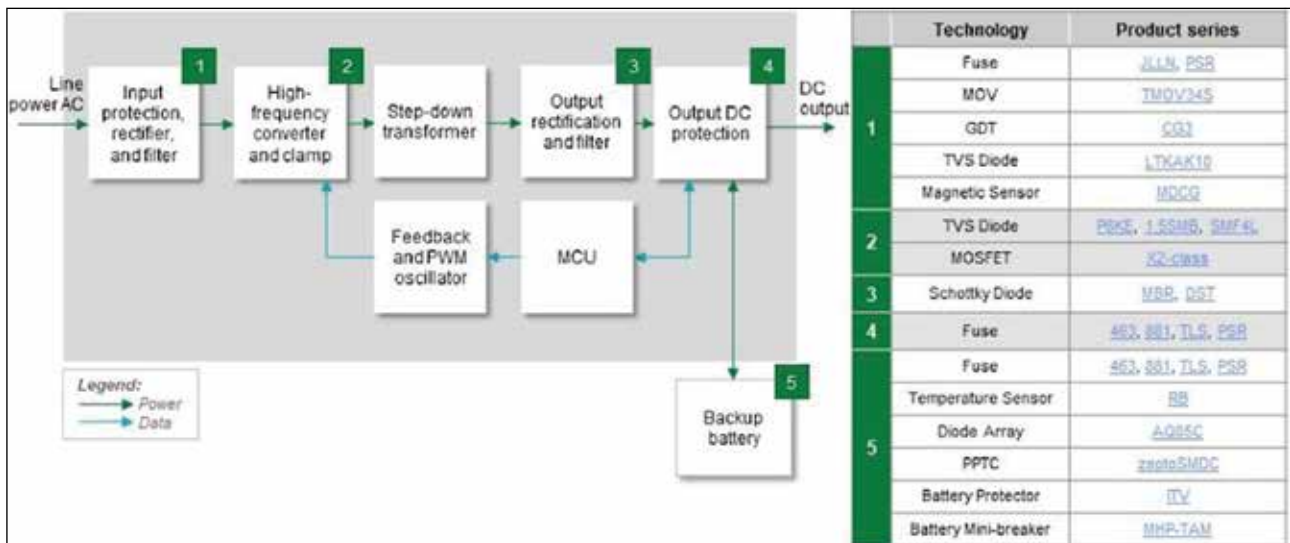 1
2
3
4
Line
power AC
Input
protection,
rectifier,
and filter
High-
frequency
converter
and clamp
Step-down
transformer
Output
rectification
and filter
Output DC
protection
DC
output
Feedback
and PWM
oscillator
MCU
5
Backup
battery
Legend:
Power
Data
Technology Product series
1
Fuse JLLN, PSR
MOV TMOV34S
GDT CG3
TVS Diode LTKAK10
Magnetic Sensor MDCG
2
TVS Diode P6KE, 1.5SMB, SMF4L
MOSFET X2-class
3
Schottky Diode MBR, DST
4
Fuse 463, 881, TLS, PSR
5
Fuse 463, 881, TLS, PSR
Temperature Sensor RB
Diode Array AQ05C
PPTC zeptoSMDC
Battery Protector ITV
Battery Mini-breaker MHP-TAM